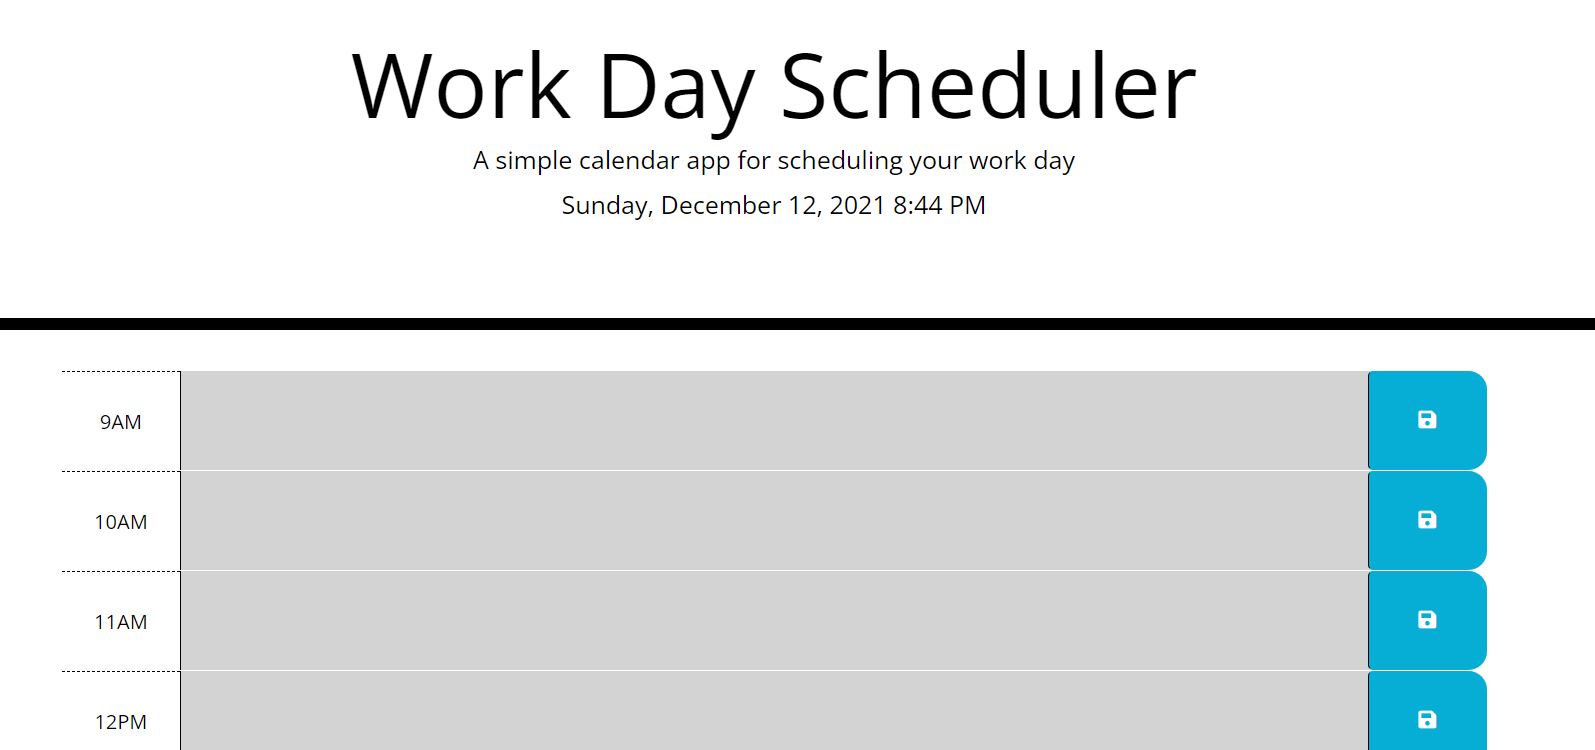 Work Day Scheduler
A simple calendar app for scheduling your work day
Sunday, December 12, 2021 8:44 PM
9AM
10AM
11AM
12PM